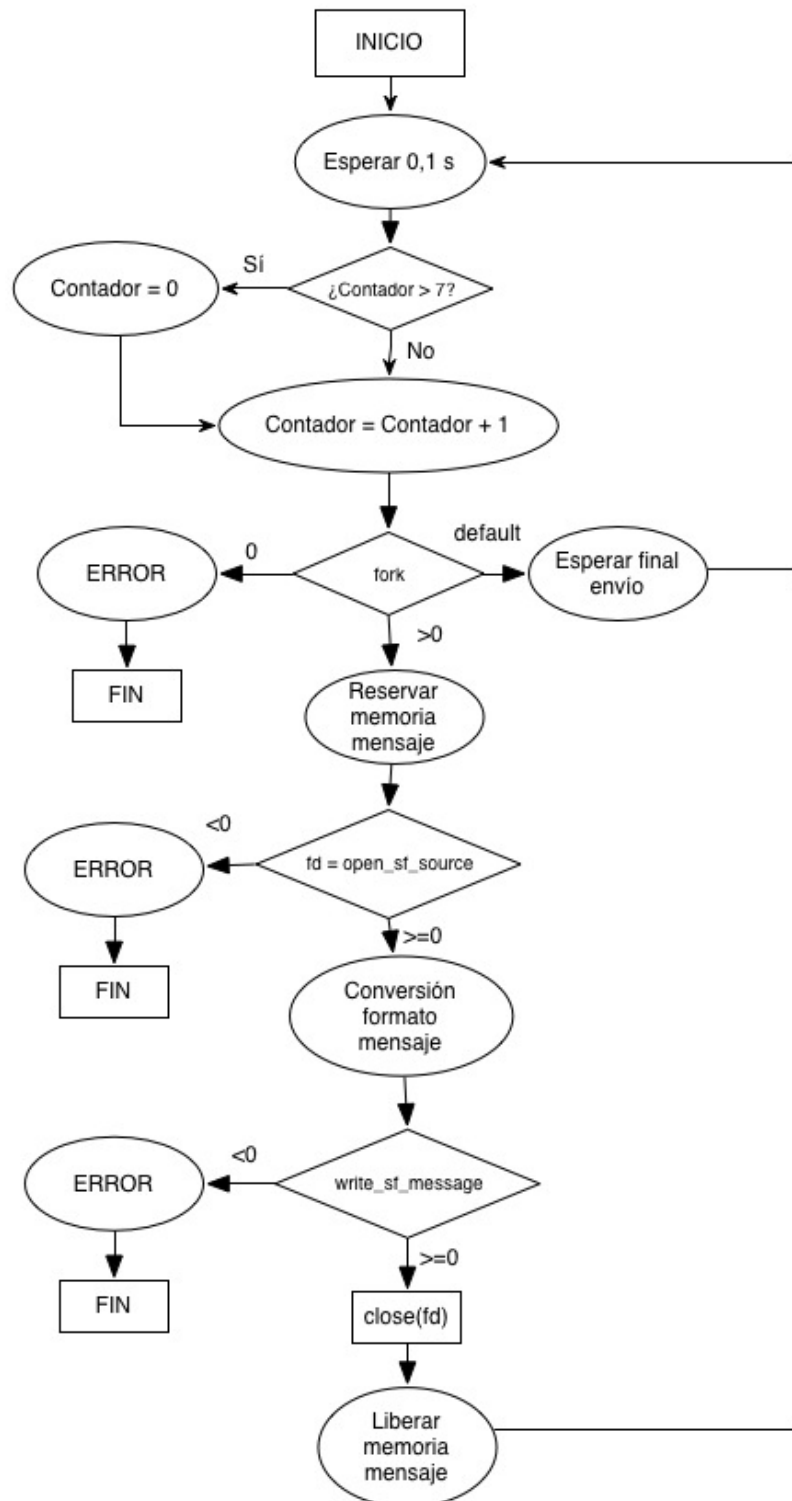 INICIO
Esperar 0,1 s
Sí
Contador = 0
¿Contador > 7?
No
Contador = Contador + 1
0
default
ERROR
fork
Esperar final
envío
>0
FIN
Reservar
memoria
mensaje
<0
ERROR
fd = open_sf_source
>=0
FIN
Conversión
formato
mensaje
<0
ERROR
write_sf_message
>=0
FIN
close(fd)
Liberar
memoria
mensaje